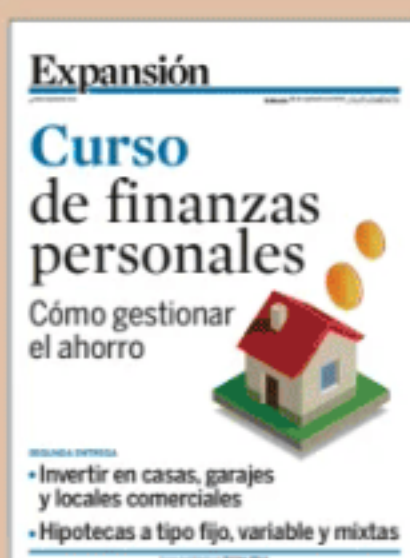 Expansión
Curso
de finanzas
personales
Cómo gestionar
el ahorro
SEGUNDA ENTREGA
• Invertir en casas, garajes
y locales comerciales
• Hipotecas a tipo fijo, variable y mixtas